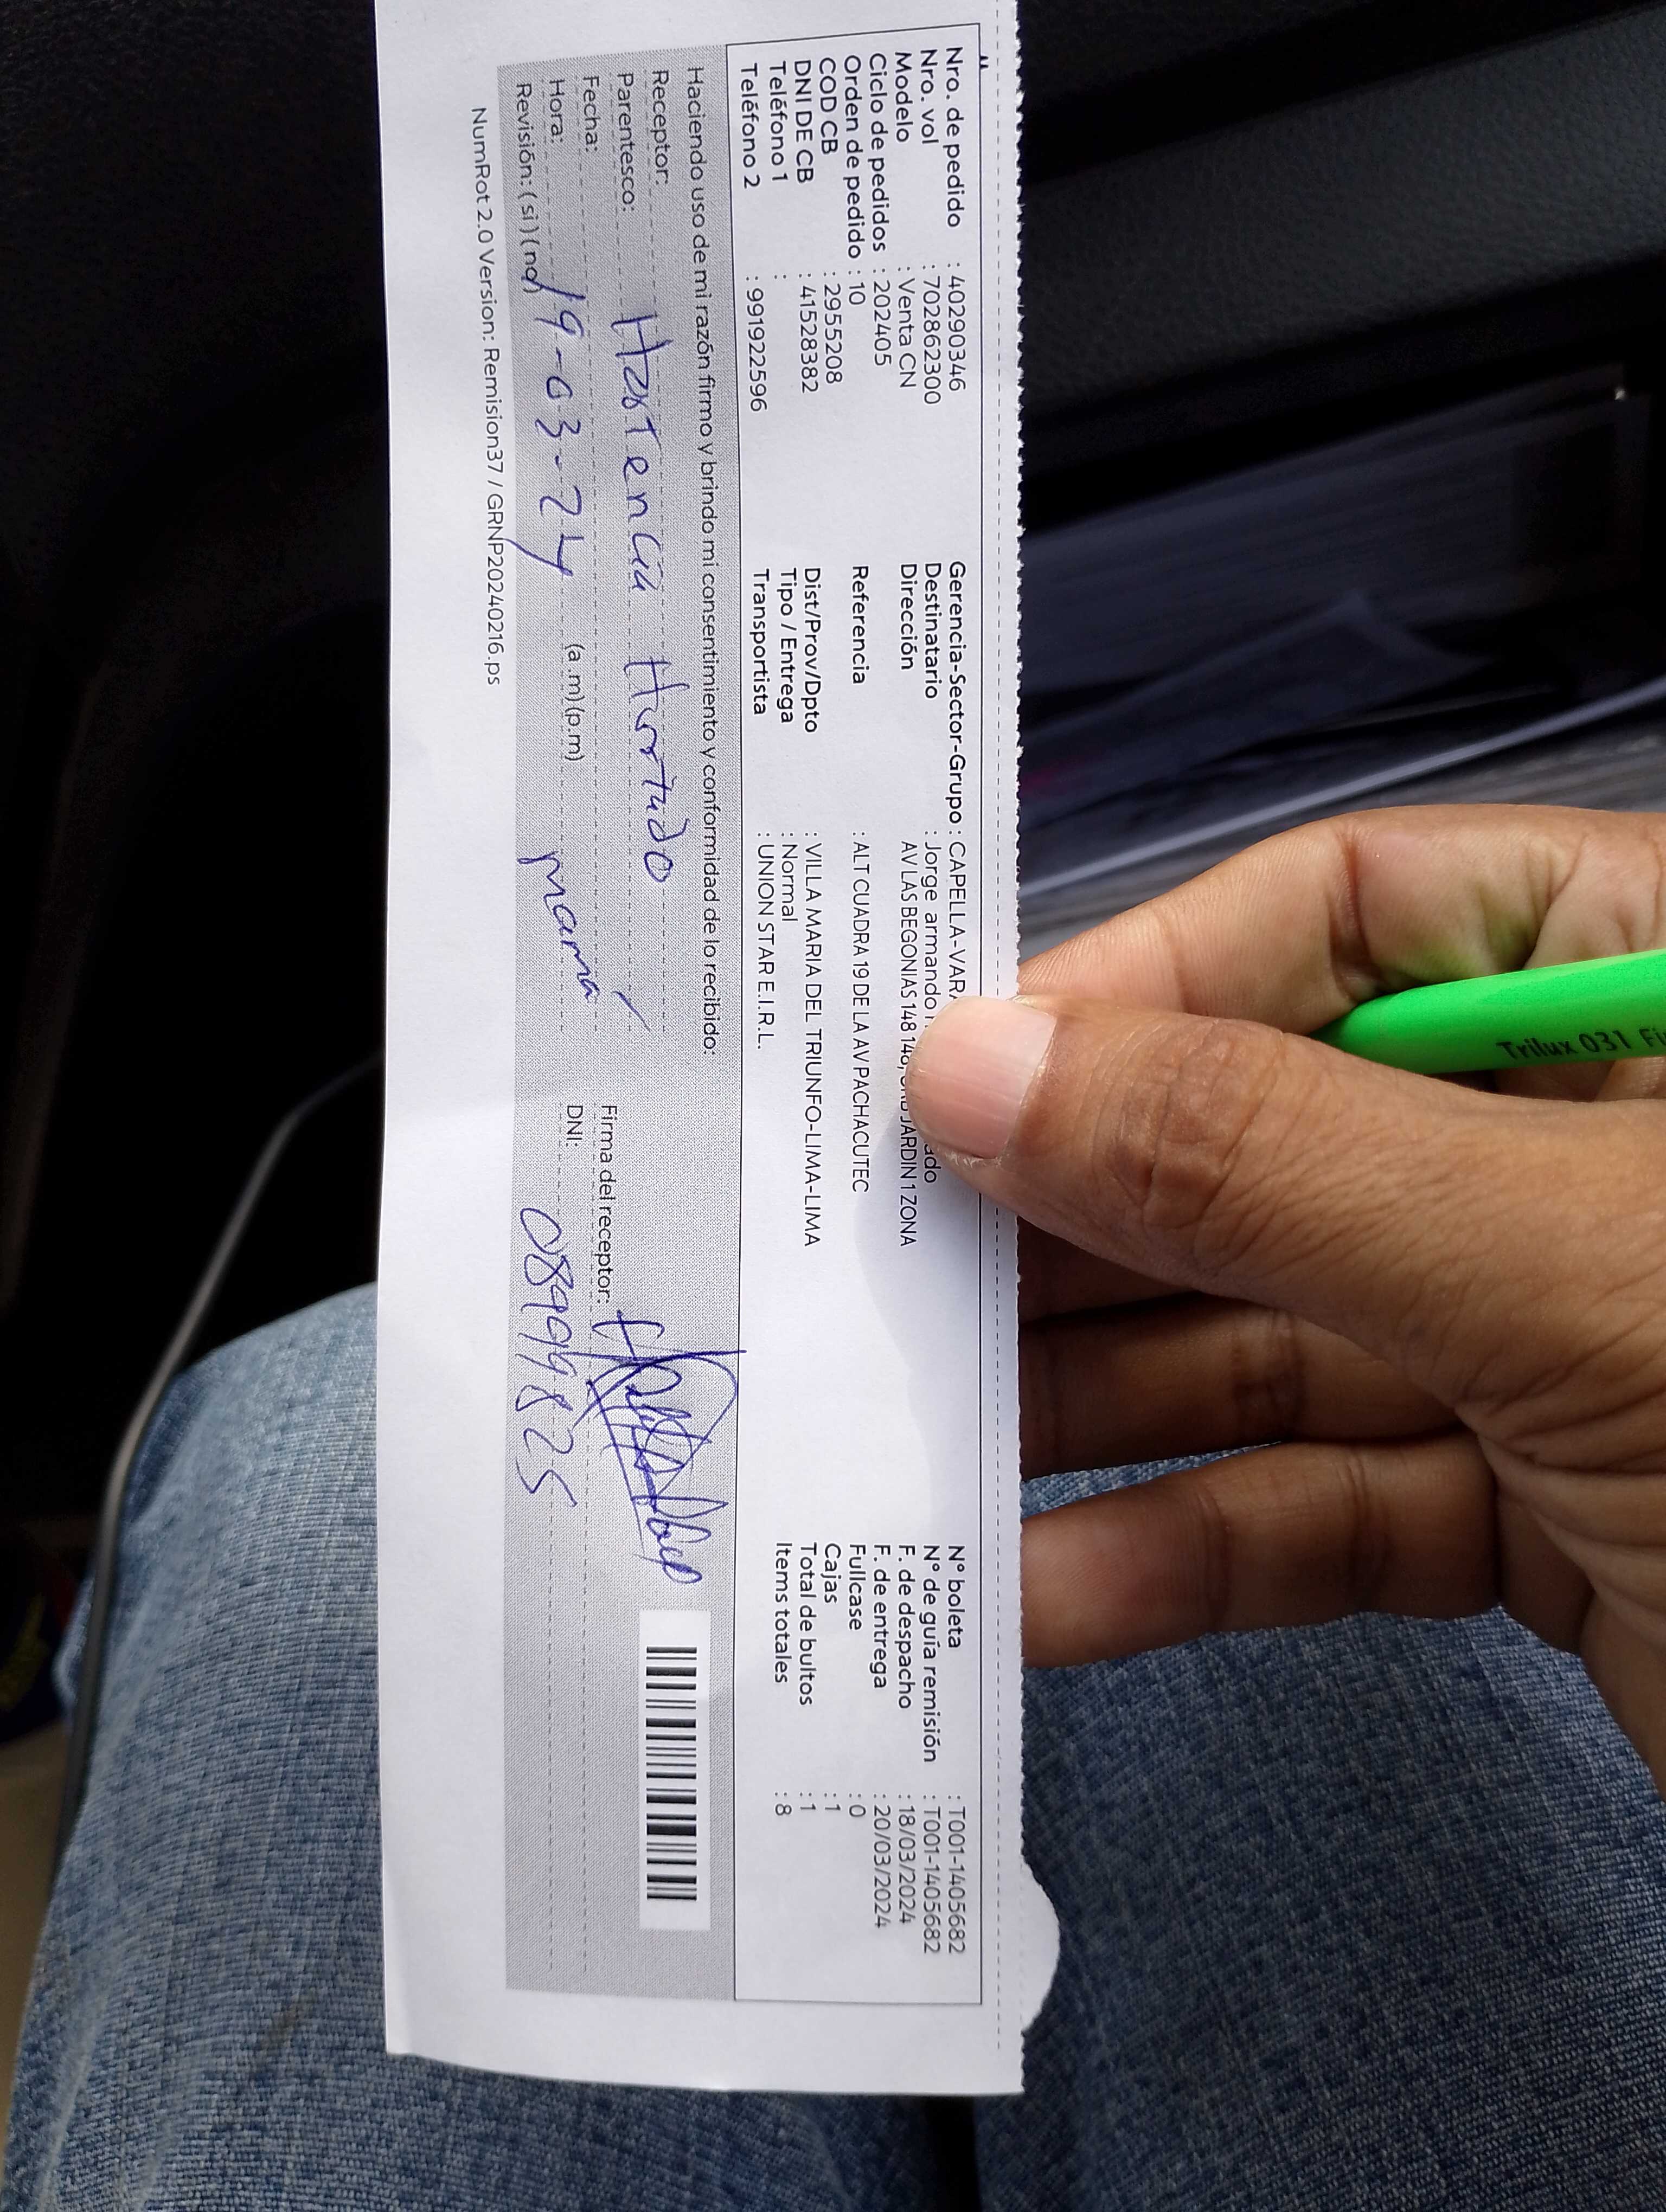 Nro. de pedido : 40290346
Nro. vol : 702862300
Modelo : Venta CN
Ciclo de pedidos : 202405
Orden de pedido : 10
COD CB : 2955208
DNI DE CB : 41528382
Teléfono 1 :
Teléfono 2 : 991922596
Gerencia-Sector-Grupo : CAPELLA-VAR
Destinatario : Jorge armando
Dirección AV LAS BEGONIAS 148 JARDIN 1 ZONA
Referencia : ALT CUADRA 19 DE LA AV PACHACUTEC
Dist/Prov/Dpto : VILLA MARIA DEL TRIUNFO-LIMA-LIMA
Tipo / Entrega : Normal
Transportista : UNION STAR E.I.R.L.
N° boleta : T001-1405682
N° de guía remisión : T001-1405682
F. de despacho : 18/03/2024
F. de entrega : 20/03/2024
Fullcase : 0
Cajas : 1
Total de bultos : 1
Items totales : 8
Haciendo uso de mi razón firmo y brindo mi consentimiento y conformidad de lo recibido:
Receptor: Hortencia Hurtado
Parentesco: mama
Fecha: 19-03-24
Hora: (a.m)(p.m)
Revisión: (si)(no)
Firma del receptor:
DNI: 08999825
NumRot 2.0 Version: Remision37 / GRNP20240216.ps
Trilux 031 Fi